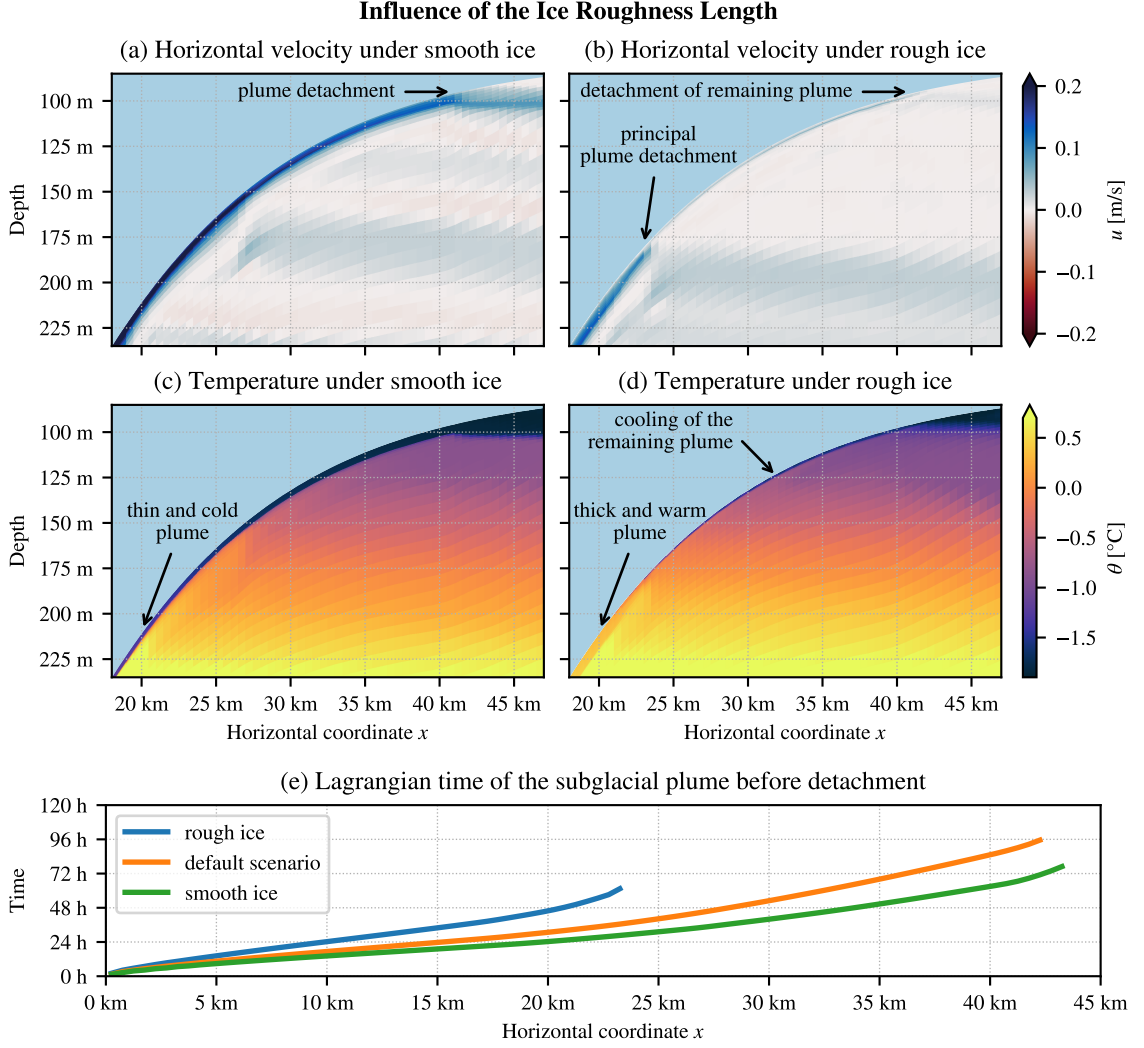 Influence of the Ice Roughness Length
(a) Horizontal velocity under smooth ice
(b) Horizontal velocity under rough ice
plume detachment
detachment of remaining plume
principal
plume detachment
Depth
100 m
125 m
150 m
175 m
200 m
225 m
0.2
0.1
0.0
−0.1
−0.2
u [m/s]
(c) Temperature under smooth ice
(d) Temperature under rough ice
cooling of the
remaining plume
thin and cold
plume
thick and warm
plume
Depth
100 m
125 m
150 m
175 m
200 m
225 m
0.5
0.0
−0.5
−1.0
−1.5
θ [°C]
20 km 25 km 30 km 35 km 40 km 45 km
20 km 25 km 30 km 35 km 40 km 45 km
Horizontal coordinate x
Horizontal coordinate x
(e) Lagrangian time of the subglacial plume before detachment
Time
120 h
96 h
72 h
48 h
24 h
0 h
rough ice
default scenario
smooth ice
0 km 5 km 10 km 15 km 20 km 25 km 30 km 35 km 40 km 45 km
Horizontal coordinate x